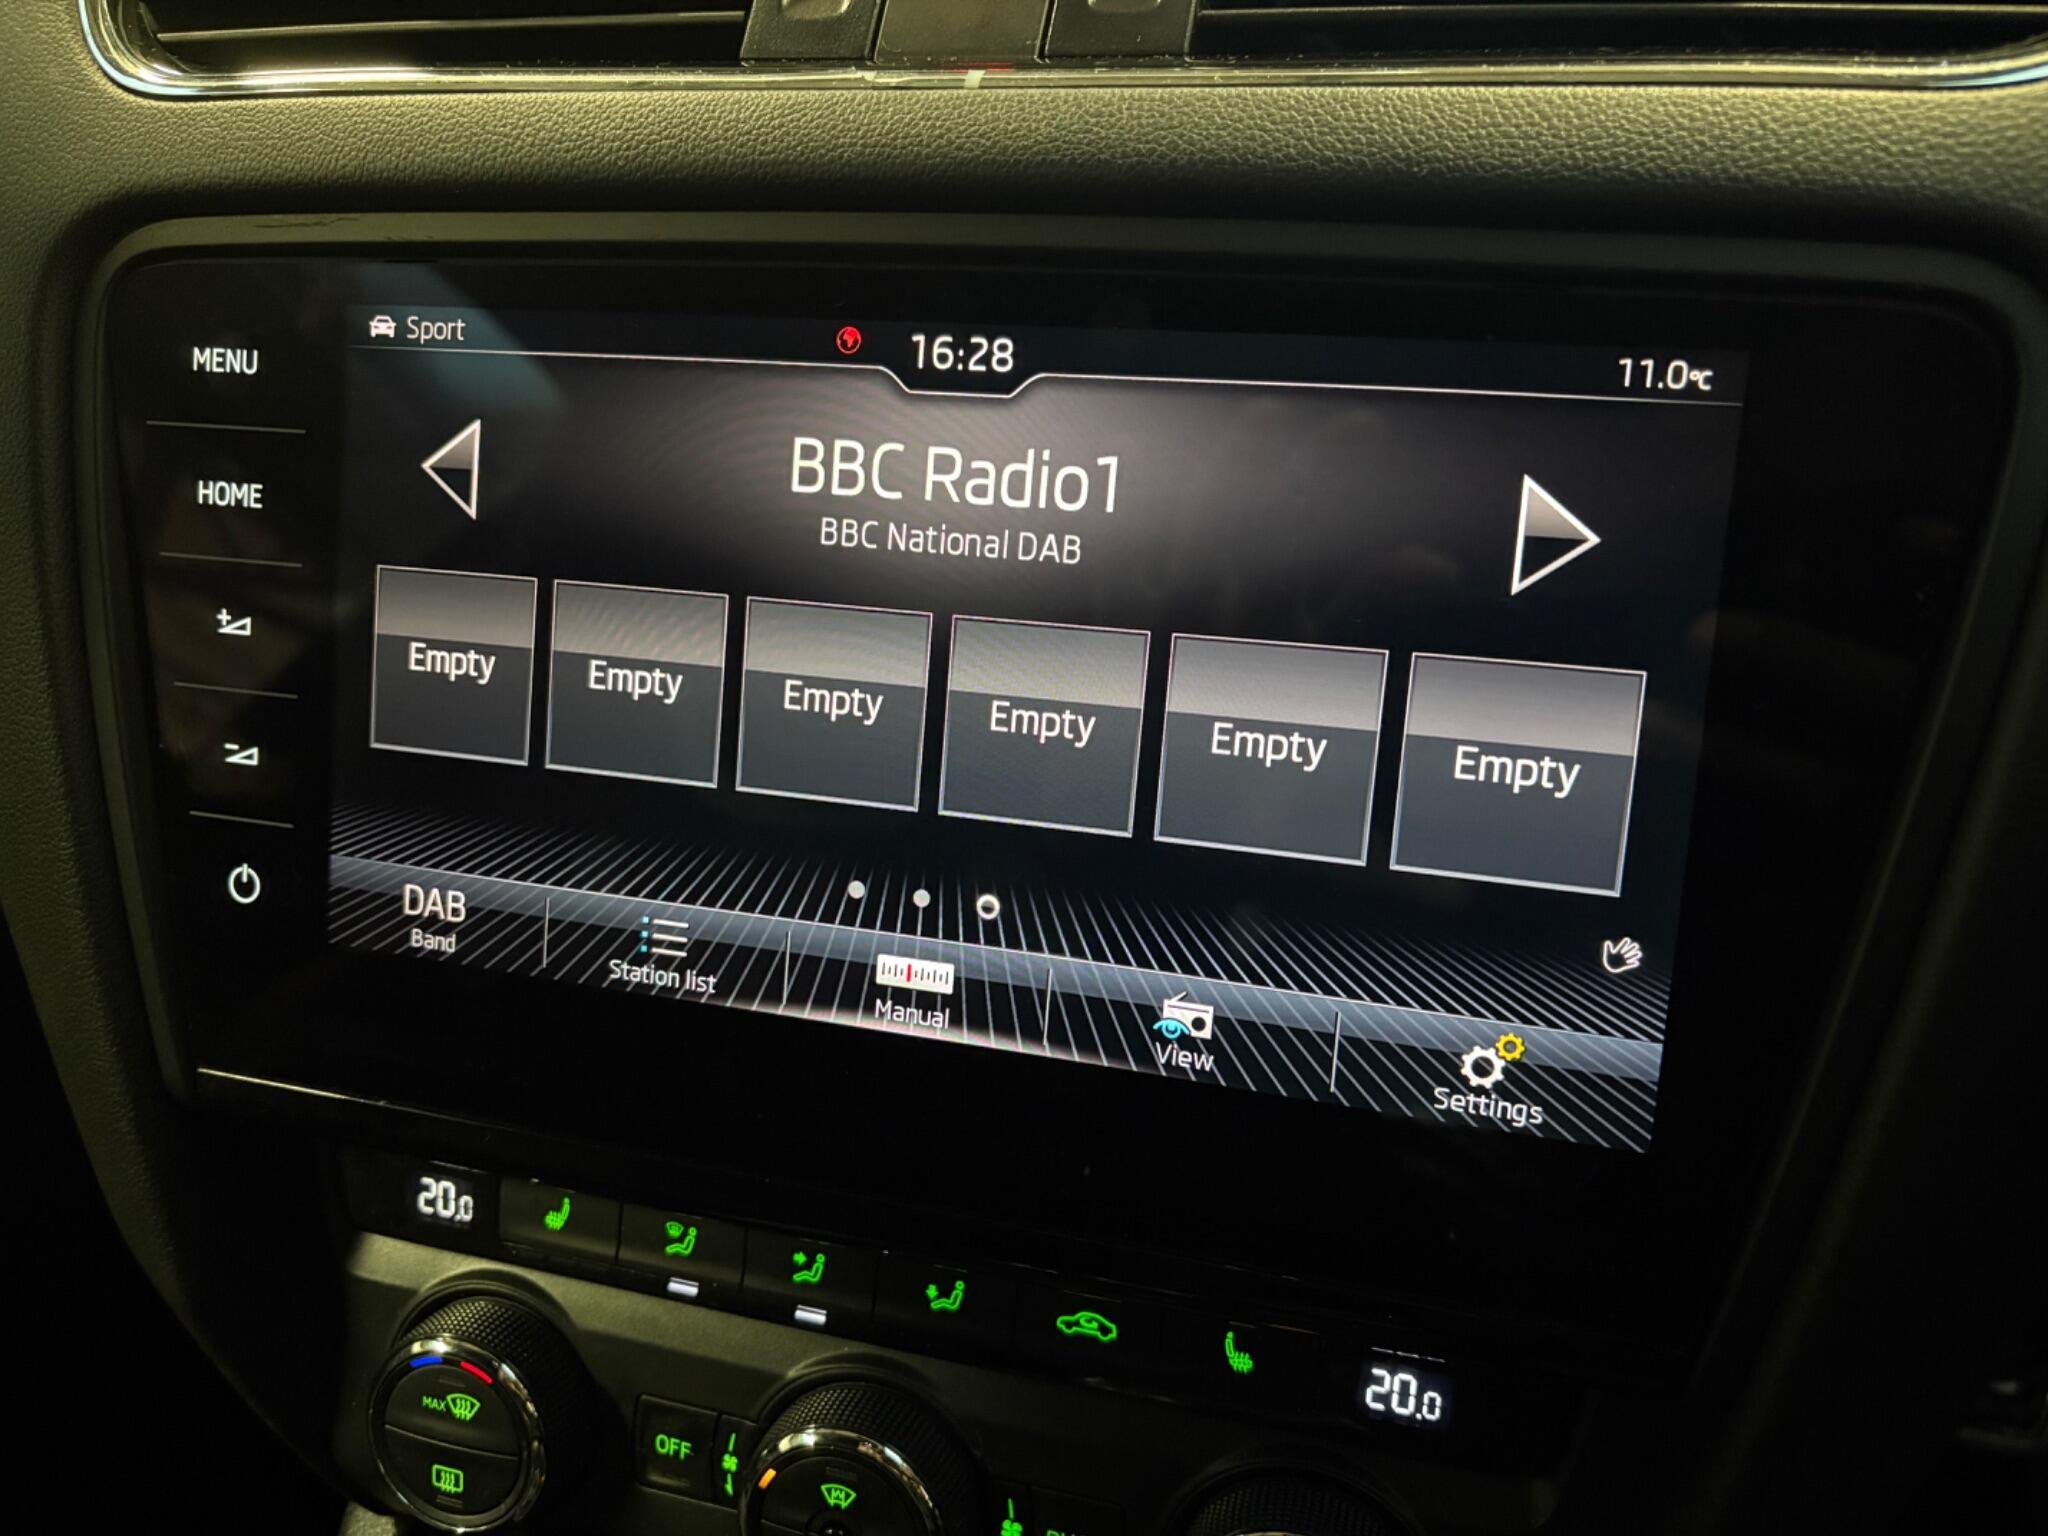 Sport
16:28
11.0°C
MENU
HOME
BBC Radio1
BBC National DAB
Empty
Empty
Empty
Empty
Empty
Empty
DAB
Band
Station list
Manual
View
Settings
20.0
20.0
MAX
OFF